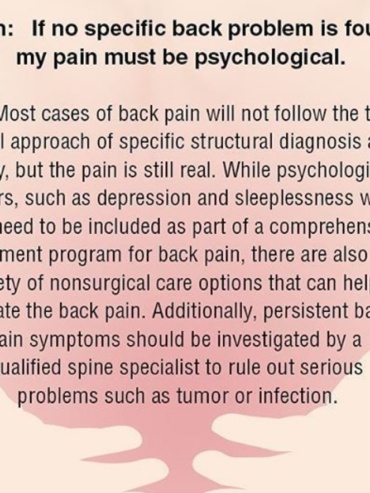 n: If no specific back problem is fou
my pain must be psychological.
Most cases of back pain will not follow the t
l approach of specific structural diagnosis a
y, but the pain is still real. While psychologi
rs, such as depression and sleeplessness w
need to be included as part of a comprehens
ment program for back pain, there are also
ety of nonsurgical care options that can hel
ate the back pain. Additionally, persistent ba
ain symptoms should be investigated by a
ualified spine specialist to rule out serious
problems such as tumor or infection.